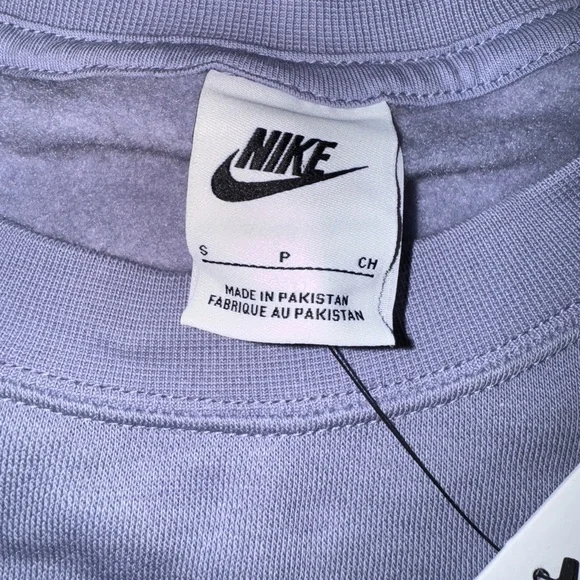 NIKE
S P CH
MADE IN PAKISTAN
FABRIQUE AU PAKISTAN